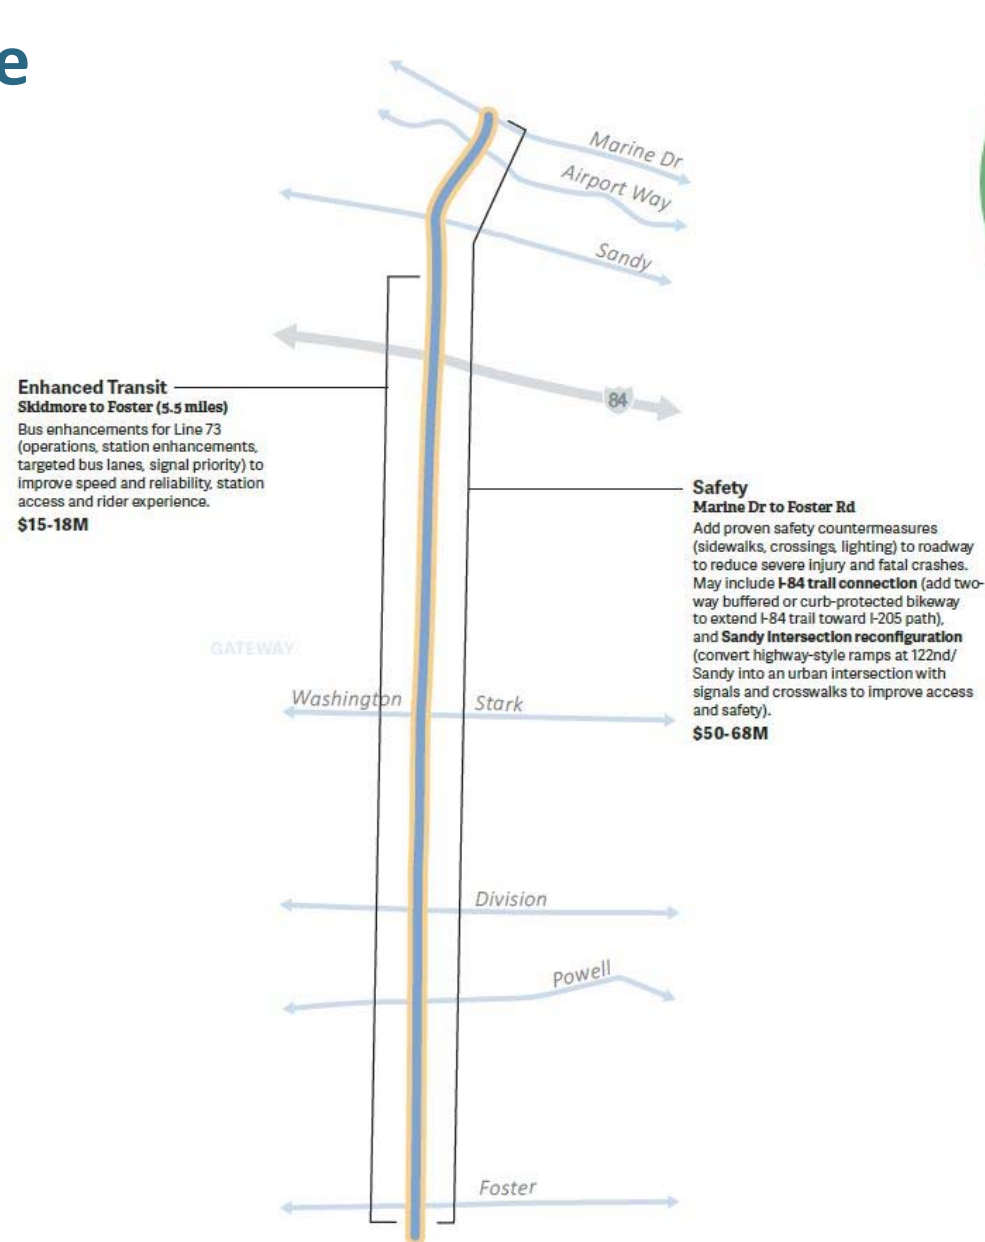 e
Marine Dr
Airport Way
Sandy
84
Enhanced Transit
Skidmore to Foster (5.5 miles)
Bus enhancements for Line 73
(operations, station enhancements,
targeted bus lanes, signal priority) to
improve speed and reliability, station
access and rider experience.
$15-18M
Safety
Marine Dr to Foster Rd
Add proven safety countermeasures
(sidewalks, crossings, lighting) to roadway
to reduce severe injury and fatal crashes.
May include I-84 trail connection (add two-
way buffered or curb-protected bikeway
to extend I-84 trail toward I-205 path),
and Sandy Intersection reconfiguration
(convert highway-style ramps at 122nd/
Sandy into an urban intersection with
signals and crosswalks to improve access
and safety).
$50-68M
GATEWAY
Washington
Stark
Division
Powell
Foster